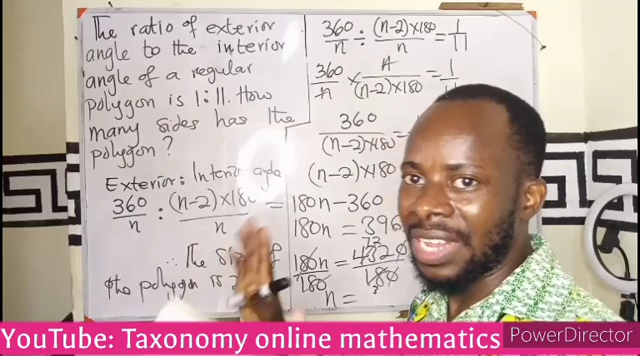 The ratio of exterior
angle to the interior
angle of a regular
polygon is 1:11. How
many sides has the
polygon?
Exterior: Interior angle
360/n : (n-2)×180/n =
∴ The size of
the polygon is
360/n ÷ (n-2)×180/n = 1/11
360/n × n/(n-2)×180 = 1/11
360/(n-2)×180 =
(n-2)×180
180n-360
180n = 396
180n/180 = 4320/180
n =
YouTube: Taxonomy online mathematics
PowerDirector